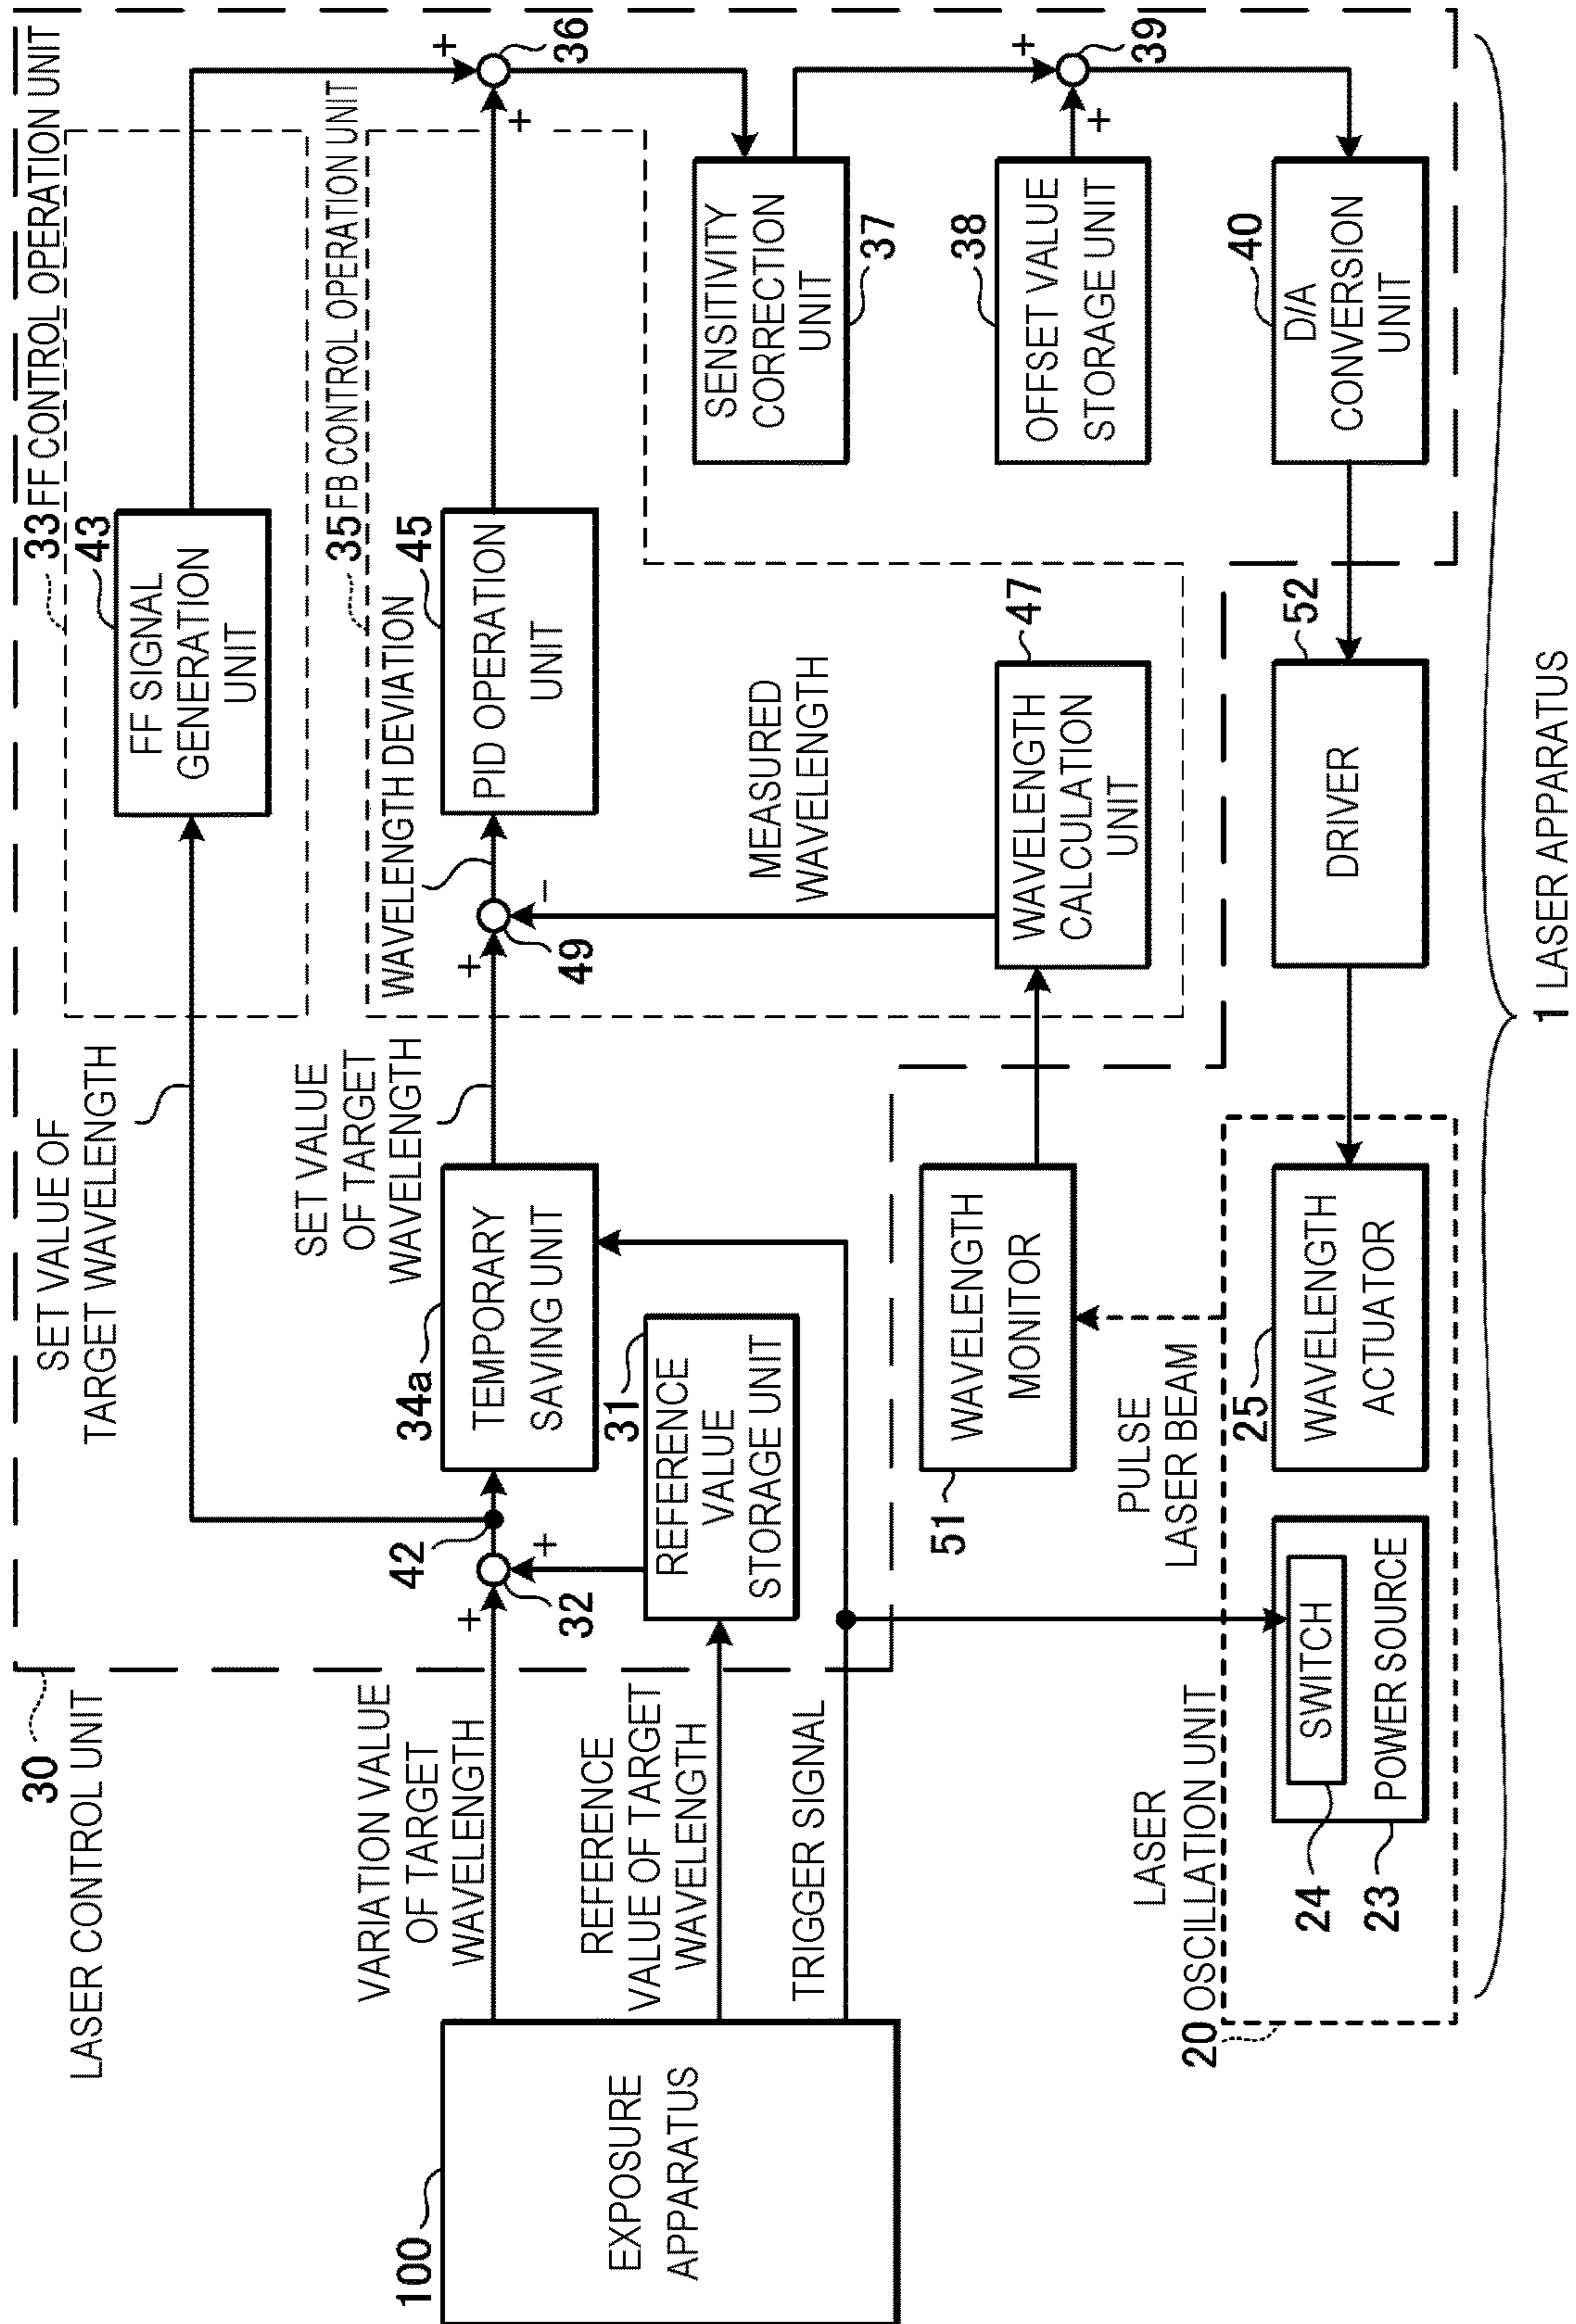 30
LASER CONTROL UNIT
SET VALUE OF
TARGET WAVELENGTH
33 FF CONTROL OPERATION UNIT
43
FF SIGNAL
GENERATION
UNIT
35 FB CONTROL OPERATION UNIT
VARIATION VALUE
OF TARGET
WAVELENGTH
+
32
+
42
34a
TEMPORARY
SAVING UNIT
SET VALUE
OF TARGET
WAVELENGTH
+
49
−
WAVELENGTH DEVIATION
45
PID OPERATION
UNIT
+
+
36
100
EXPOSURE
APPARATUS
REFERENCE
VALUE OF TARGET
WAVELENGTH
31
REFERENCE
VALUE
STORAGE UNIT
MEASURED
WAVELENGTH
SENSITIVITY
CORRECTION
UNIT
37
TRIGGER SIGNAL
51
WAVELENGTH
MONITOR
WAVELENGTH
CALCULATION
UNIT
47
38
OFFSET VALUE
STORAGE UNIT
+
+
39
PULSE
LASER BEAM
LASER
20 OSCILLATION UNIT
24
SWITCH
23
POWER SOURCE
25
WAVELENGTH
ACTUATOR
52
DRIVER
40
D/A
CONVERSION
UNIT
1 LASER APPARATUS